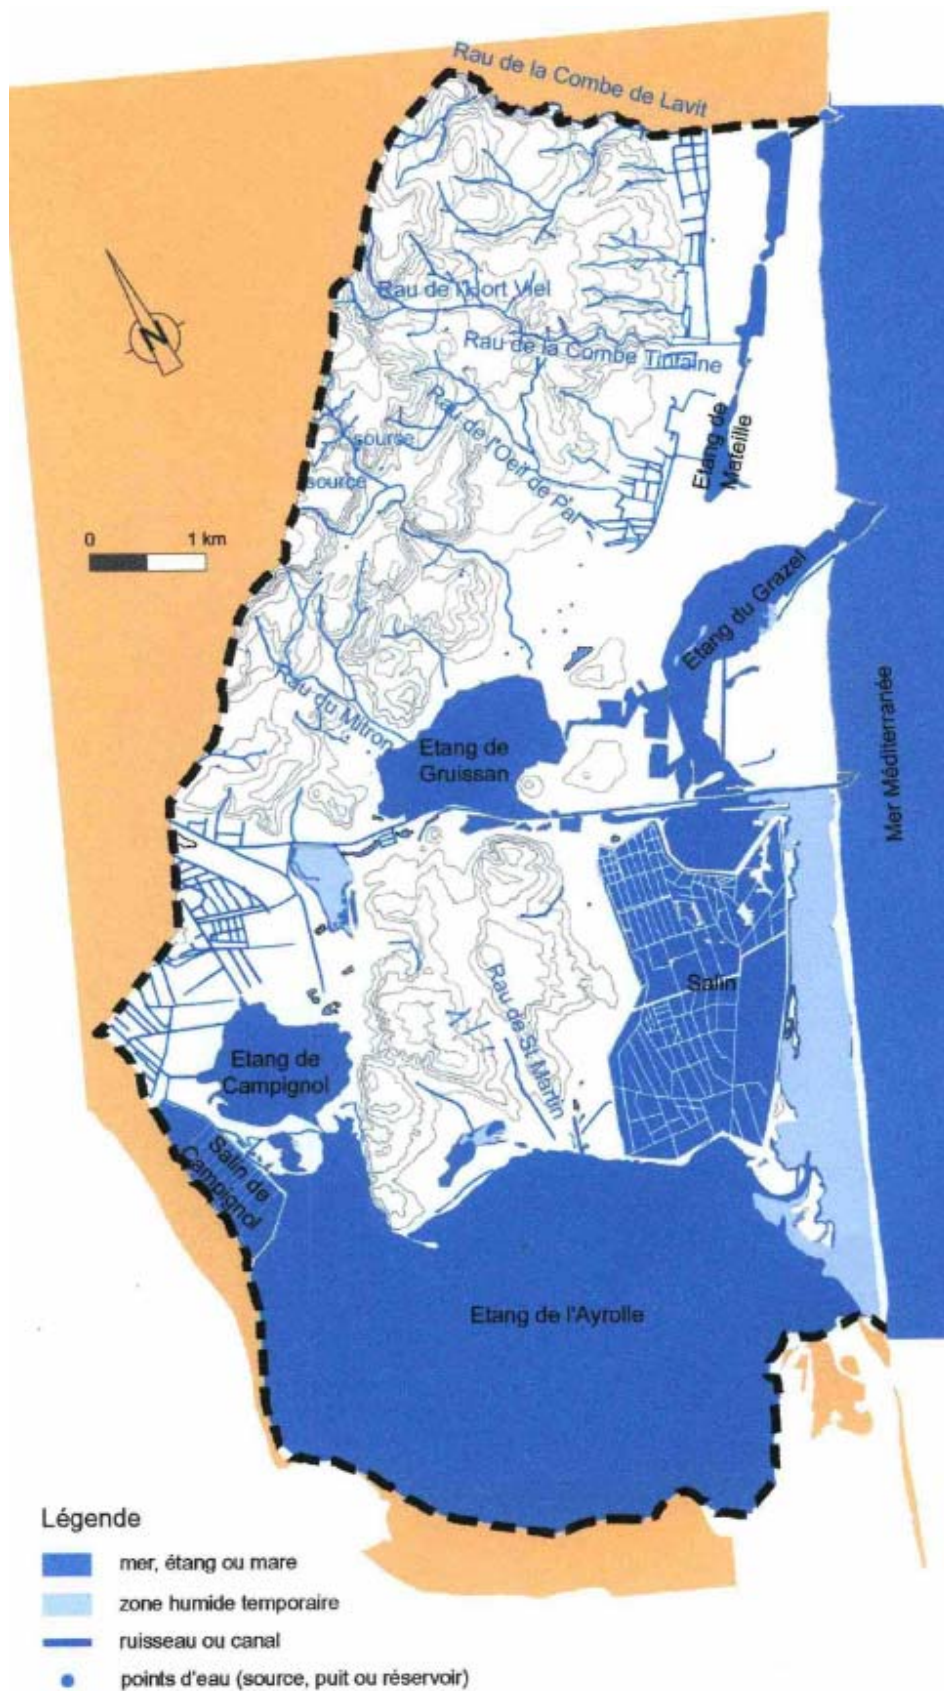 Rau de la Combe de Lavit
N
Rau de l'Hort Viel
Rau de la Combe Tintaine
Etang de
Mateille
Rau de l'Oeil de Pal
source
source
0 1 km
Etang du Grazel
Rau du Mitron
Etang de
Gruissan
Mer Méditerranée
Salin
Rau de St Martin
Etang de
Campignol
Salin de
Campignol
Etang de l'Ayrolle
Légende
mer, étang ou mare
zone humide temporaire
ruisseau ou canal
points d'eau (source, puit ou réservoir)